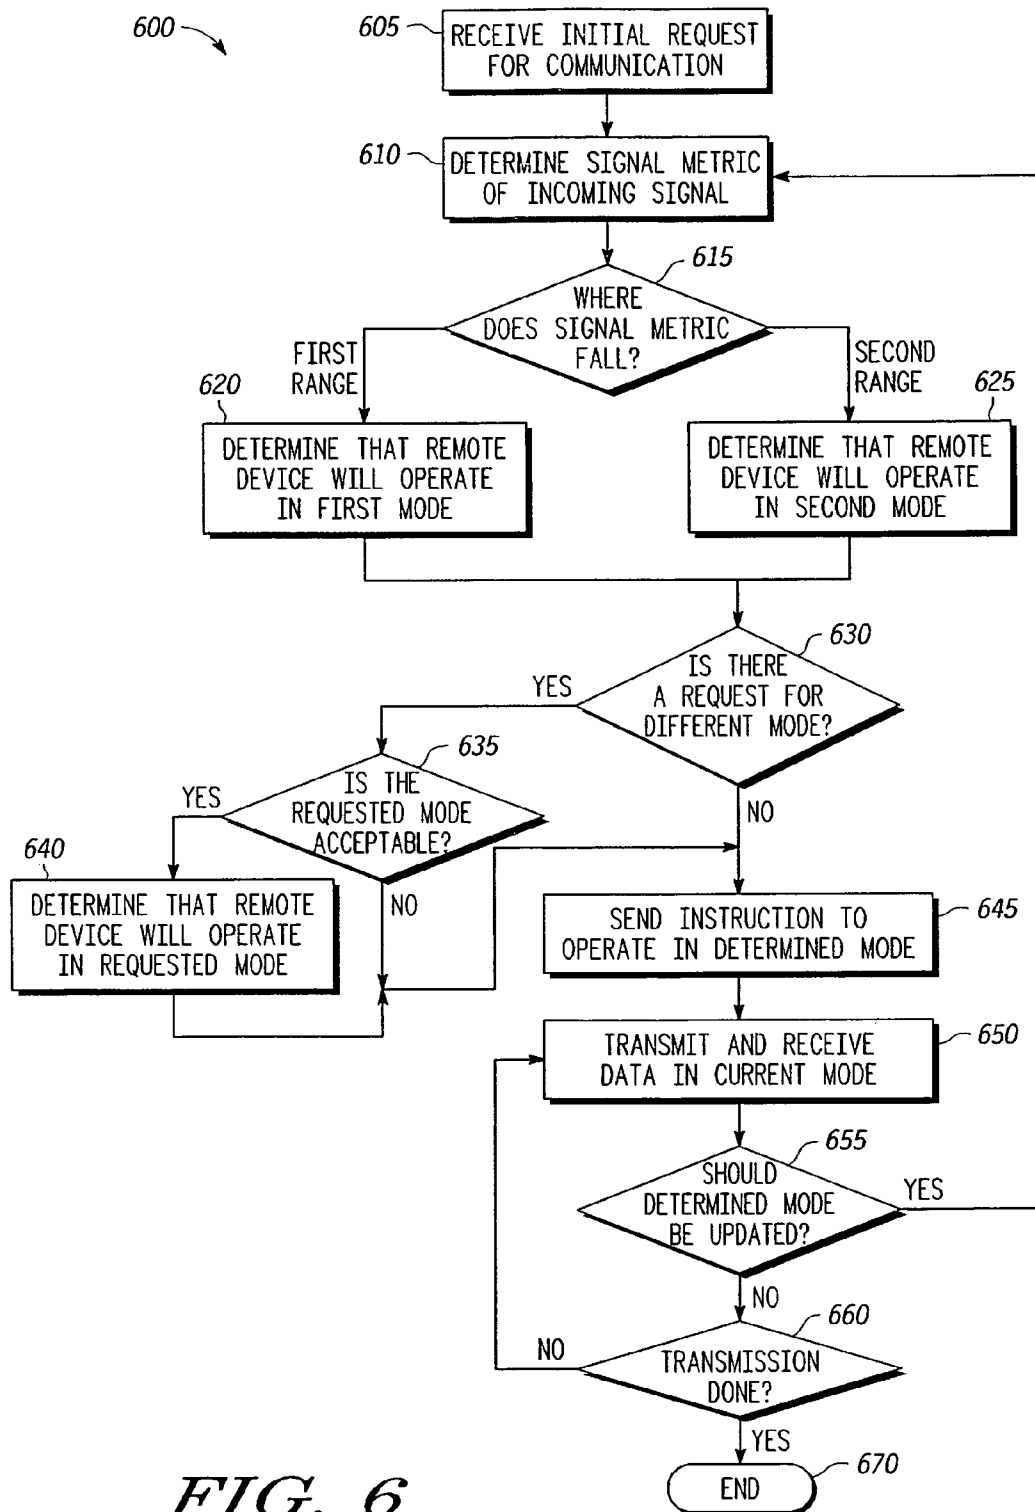 600
605
RECEIVE INITIAL REQUEST
FOR COMMUNICATION
610
DETERMINE SIGNAL METRIC
OF INCOMING SIGNAL
615
WHERE
DOES SIGNAL METRIC
FALL?
FIRST
RANGE
SECOND
RANGE
620
DETERMINE THAT REMOTE
DEVICE WILL OPERATE
IN FIRST MODE
625
DETERMINE THAT REMOTE
DEVICE WILL OPERATE
IN SECOND MODE
630
IS THERE
A REQUEST FOR
DIFFERENT MODE?
YES
NO
635
IS THE
REQUESTED MODE
ACCEPTABLE?
YES
NO
640
DETERMINE THAT REMOTE
DEVICE WILL OPERATE
IN REQUESTED MODE
645
SEND INSTRUCTION TO
OPERATE IN DETERMINED MODE
650
TRANSMIT AND RECEIVE
DATA IN CURRENT MODE
655
SHOULD
DETERMINED MODE
BE UPDATED?
YES
NO
660
TRANSMISSION
DONE?
NO
YES
670
END
FIG. 6